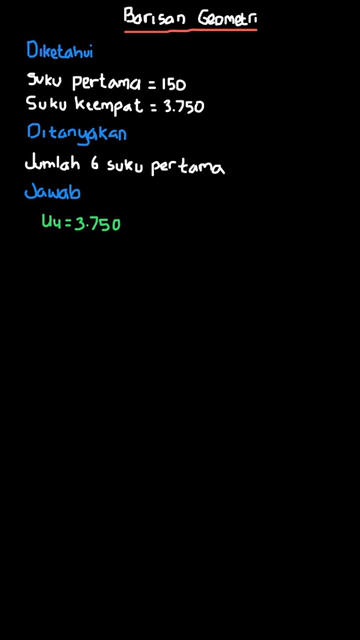 Barisan Geometri
Diketahui
Suku pertama = 150
Suku keempat = 3.750
Ditanyakan
Jumlah 6 suku pertama
Jawab
U4 = 3.750